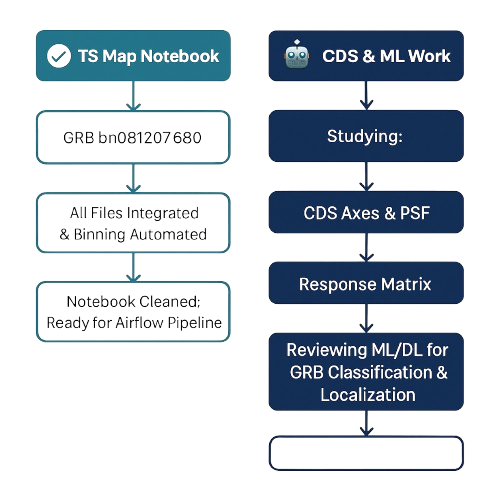 TS Map Notebook
GRB bn081207680
All Files Integrated
& Binning Automated
Notebook Cleaned;
Ready for Airflow Pipeline
CDS & ML Work
Studying:
CDS Axes & PSF
Response Matrix
Reviewing ML/DL for
GRB Classification &
Localization